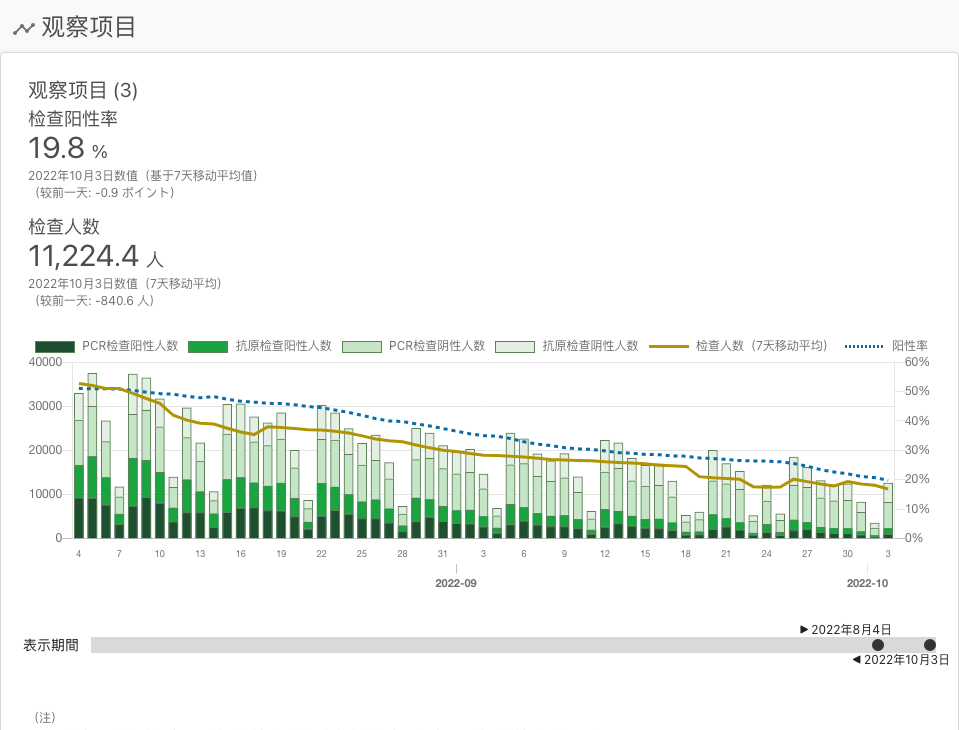 观察项目
观察项目 (3)
检查阳性率
19.8 %
2022年10月3日数值（基于7天移动平均值）
（较前一天: -0.9 ポイント）
检查人数
11,224.4 人
2022年10月3日数值（7天移动平均）
（较前一天: -840.6 人）
PCR检查阳性人数 抗原检查阳性人数 PCR检查阴性人数 抗原检查阴性人数 检查人数（7天移动平均） 阳性率
40000 60%
50%
30000 40%
20000 30%
20%
10000 10%
0 0%
4 7 10 13 16 19 22 25 28 31 3 6 9 12 15 18 21 24 27 30 3
2022-09 2022-10
▶ 2022年8月4日
表示期間
◀ 2022年10月3日
（注）